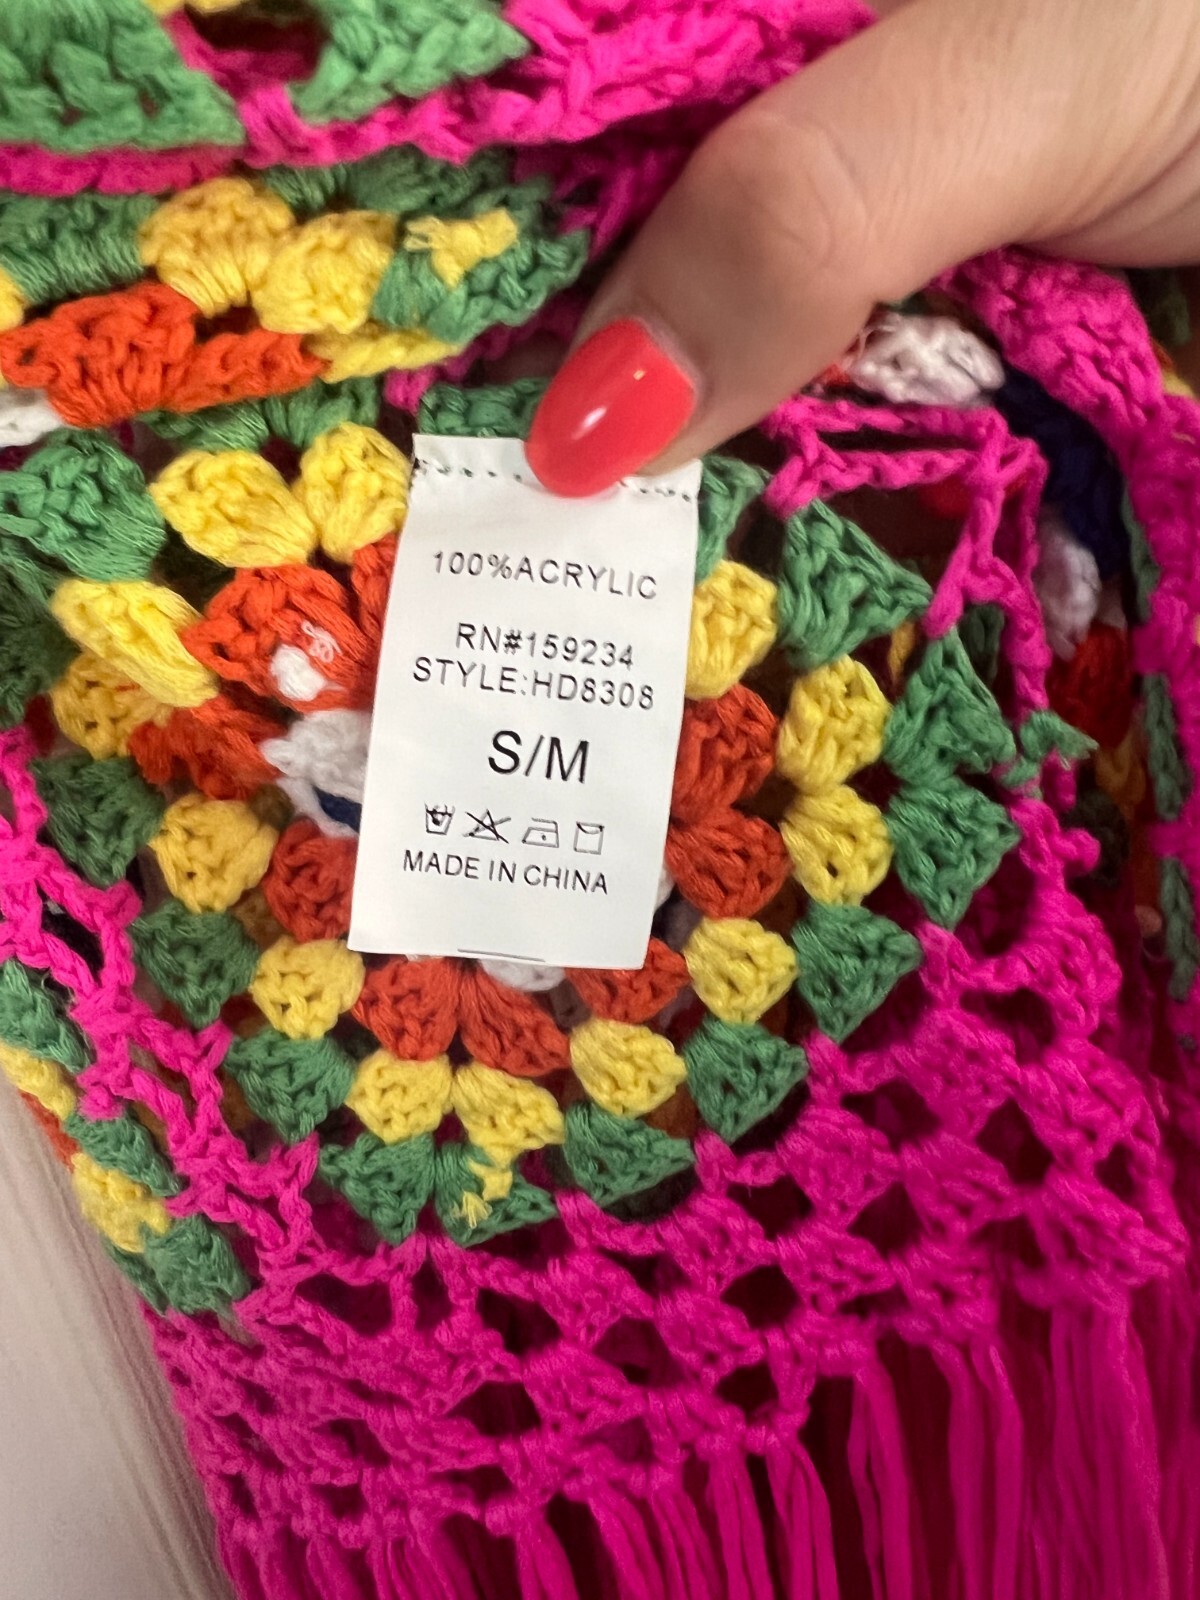 100%ACRYLIC
RN#159234
STYLE:HD8308
S/M
MADE IN CHINA